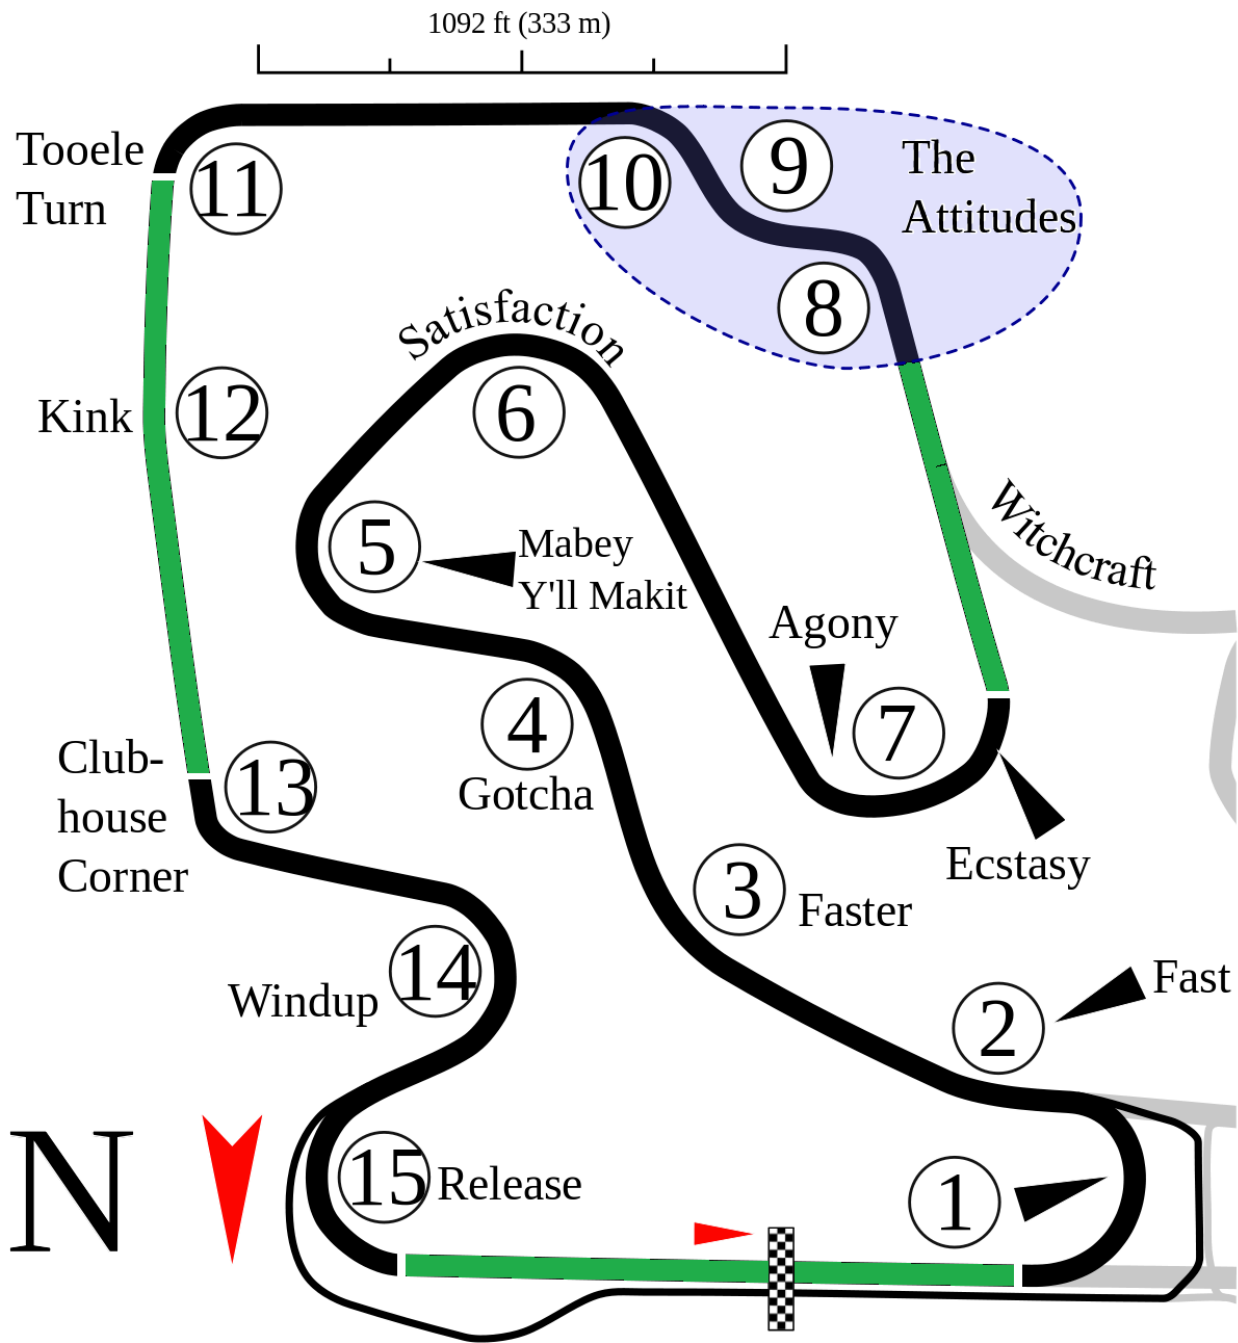 1092 ft (333 m)
Tooele
Turn
11
10
9
The
Attitudes
8
Satisfaction
6
Kink
12
5
Mabey
Y'll Makit
Witchcraft
Agony
7
4
Gotcha
Club-
house
Corner
13
Ecstasy
3
Faster
14
Windup
Fast
2
N
15
Release
1